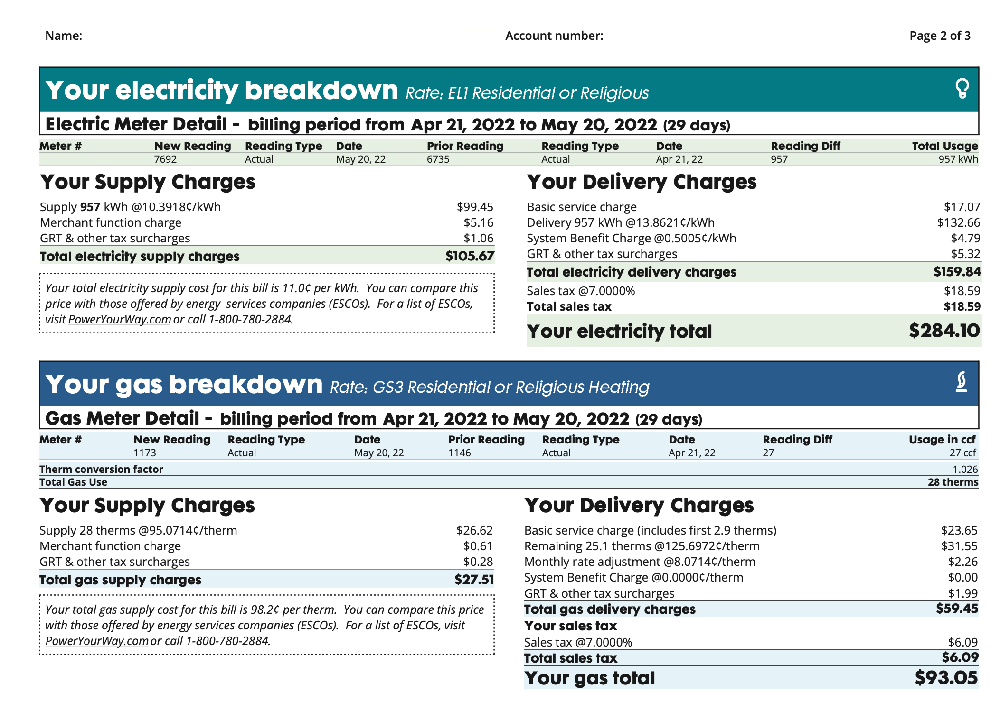 Name: Account number: Page 2 of 3
Your electricity breakdown Rate: EL1 Residential or Religious
Electric Meter Detail - billing period from Apr 21, 2022 to May 20, 2022 (29 days)
Meter # New Reading Reading Type Date Prior Reading Reading Type Date Reading Diff Total Usage
7692 Actual May 20, 22 6735 Actual Apr 21, 22 957 957 kWh
Your Supply Charges
Supply 957 kWh @10.3918¢/kWh $99.45
Merchant function charge $5.16
GRT & other tax surcharges $1.06
Total electricity supply charges $105.67
Your total electricity supply cost for this bill is 11.0¢ per kWh. You can compare this
price with those offered by energy services companies (ESCOs). For a list of ESCOs,
visit PowerYourWay.com or call 1-800-780-2884.
Your Delivery Charges
Basic service charge $17.07
Delivery 957 kWh @13.8621¢/kWh $132.66
System Benefit Charge @0.5005¢/kWh $4.79
GRT & other tax surcharges $5.32
Total electricity delivery charges $159.84
Sales tax @7.0000% $18.59
Total sales tax $18.59
Your electricity total $284.10
Your gas breakdown Rate: GS3 Residential or Religious Heating
Gas Meter Detail - billing period from Apr 21, 2022 to May 20, 2022 (29 days)
Meter # New Reading Reading Type Date Prior Reading Reading Type Date Reading Diff Usage in ccf
1173 Actual May 20, 22 1146 Actual Apr 21, 22 27 27 ccf
Therm conversion factor 1.026
Total Gas Use 28 therms
Your Supply Charges
Supply 28 therms @95.0714¢/therm $26.62
Merchant function charge $0.61
GRT & other tax surcharges $0.28
Total gas supply charges $27.51
Your total gas supply cost for this bill is 98.2¢ per therm. You can compare this price
with those offered by energy services companies (ESCOs). For a list of ESCOs, visit
PowerYourWay.com or call 1-800-780-2884.
Your Delivery Charges
Basic service charge (includes first 2.9 therms) $23.65
Remaining 25.1 therms @125.6972¢/therm $31.55
Monthly rate adjustment @8.0714¢/therm $2.26
System Benefit Charge @0.0000¢/therm $0.00
GRT & other tax surcharges $1.99
Total gas delivery charges $59.45
Your sales tax
Sales tax @7.0000% $6.09
Total sales tax $6.09
Your gas total $93.05